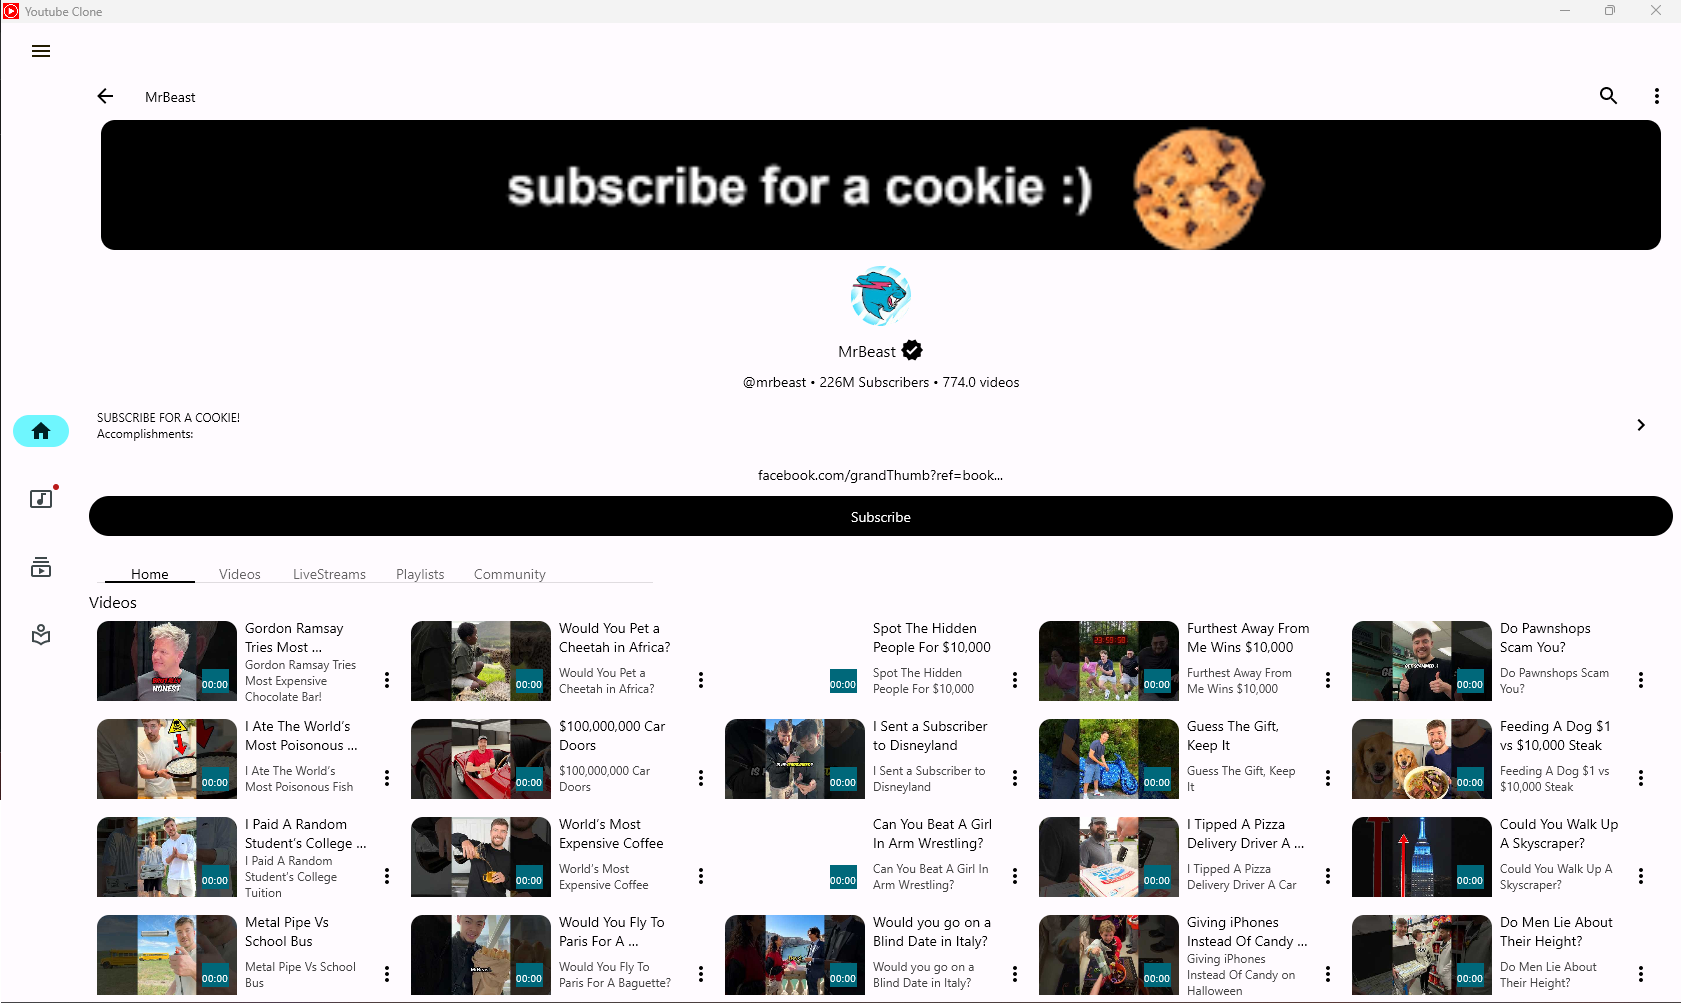 Youtube Clone
MrBeast
subscribe for a cookie :)
MrBeast
@mrbeast • 226M Subscribers • 774.0 videos
SUBSCRIBE FOR A COOKIE!
Accomplishments:
facebook.com/grandThumb?ref=book...
Subscribe
Home Videos LiveStreams Playlists Community
Videos
Gordon Ramsay
Tries Most ...
Gordon Ramsay Tries
Most Expensive
Chocolate Bar!
HONEST
00:00
Would You Pet a
Cheetah in Africa?
Would You Pet a
Cheetah in Africa?
00:00
Spot The Hidden
People For $10,000
Spot The Hidden
People For $10,000
00:00
Furthest Away From
Me Wins $10,000
Furthest Away From
Me Wins $10,000
00:00
Do Pawnshops
Scam You?
Do Pawnshops Scam
You?
00:00
I Ate The World's
Most Poisonous ...
I Ate The World's
Most Poisonous Fish
00:00
$100,000,000 Car
Doors
$100,000,000 Car
Doors
00:00
I Sent a Subscriber
to Disneyland
I Sent a Subscriber to
Disneyland
00:00
Guess The Gift,
Keep It
Guess The Gift, Keep
It
00:00
Feeding A Dog $1
vs $10,000 Steak
Feeding A Dog $1 vs
$10,000 Steak
00:00
I Paid A Random
Student's College ...
I Paid A Random
Student's College
Tuition
00:00
World's Most
Expensive Coffee
World's Most
Expensive Coffee
00:00
Can You Beat A Girl
In Arm Wrestling?
Can You Beat A Girl In
Arm Wrestling?
00:00
I Tipped A Pizza
Delivery Driver A ...
I Tipped A Pizza
Delivery Driver A Car
00:00
Could You Walk Up
A Skyscraper?
Could You Walk Up A
Skyscraper?
00:00
Metal Pipe Vs
School Bus
Metal Pipe Vs School
Bus
00:00
Would You Fly To
Paris For A ...
Would You Fly To
Paris For A Baguette?
00:00
Would you go on a
Blind Date in Italy?
Would you go on a
Blind Date in Italy?
00:00
Giving iPhones
Instead Of Candy ...
Giving iPhones
Instead Of Candy on
Halloween
00:00
Do Men Lie About
Their Height?
Do Men Lie About
Their Height?
00:00